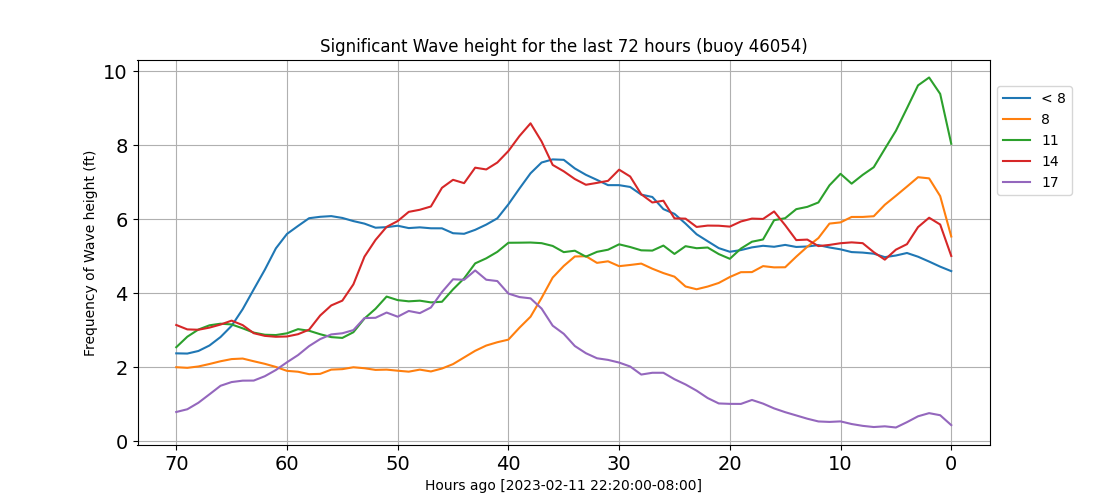 Significant Wave height for the last 72 hours (buoy 46054)
Frequency of Wave height (ft)
10
8
6
4
2
0
70 60 50 40 30 20 10 0
Hours ago [2023-02-11 22:20:00-08:00]
< 8
8
11
14
17